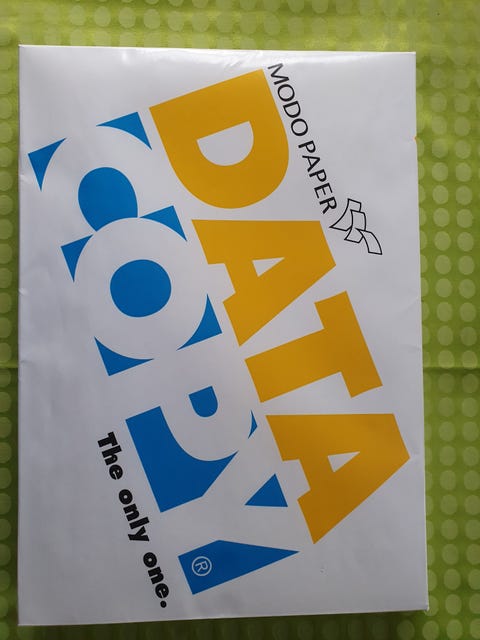 MODO PAPER
DATA
COPY
®
The only one.